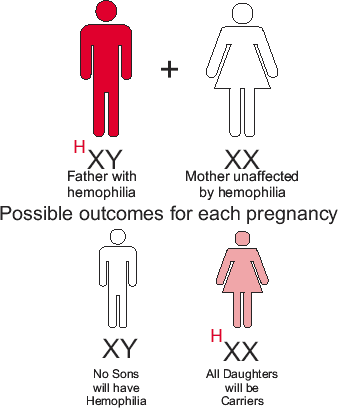 +
H XY XX
Father with Mother unaffected
hemophilia by hemophilia
Possible outcomes for each pregnancy
XY H XX
No Sons All Daughters
will have will be
Hemophilia Carriers